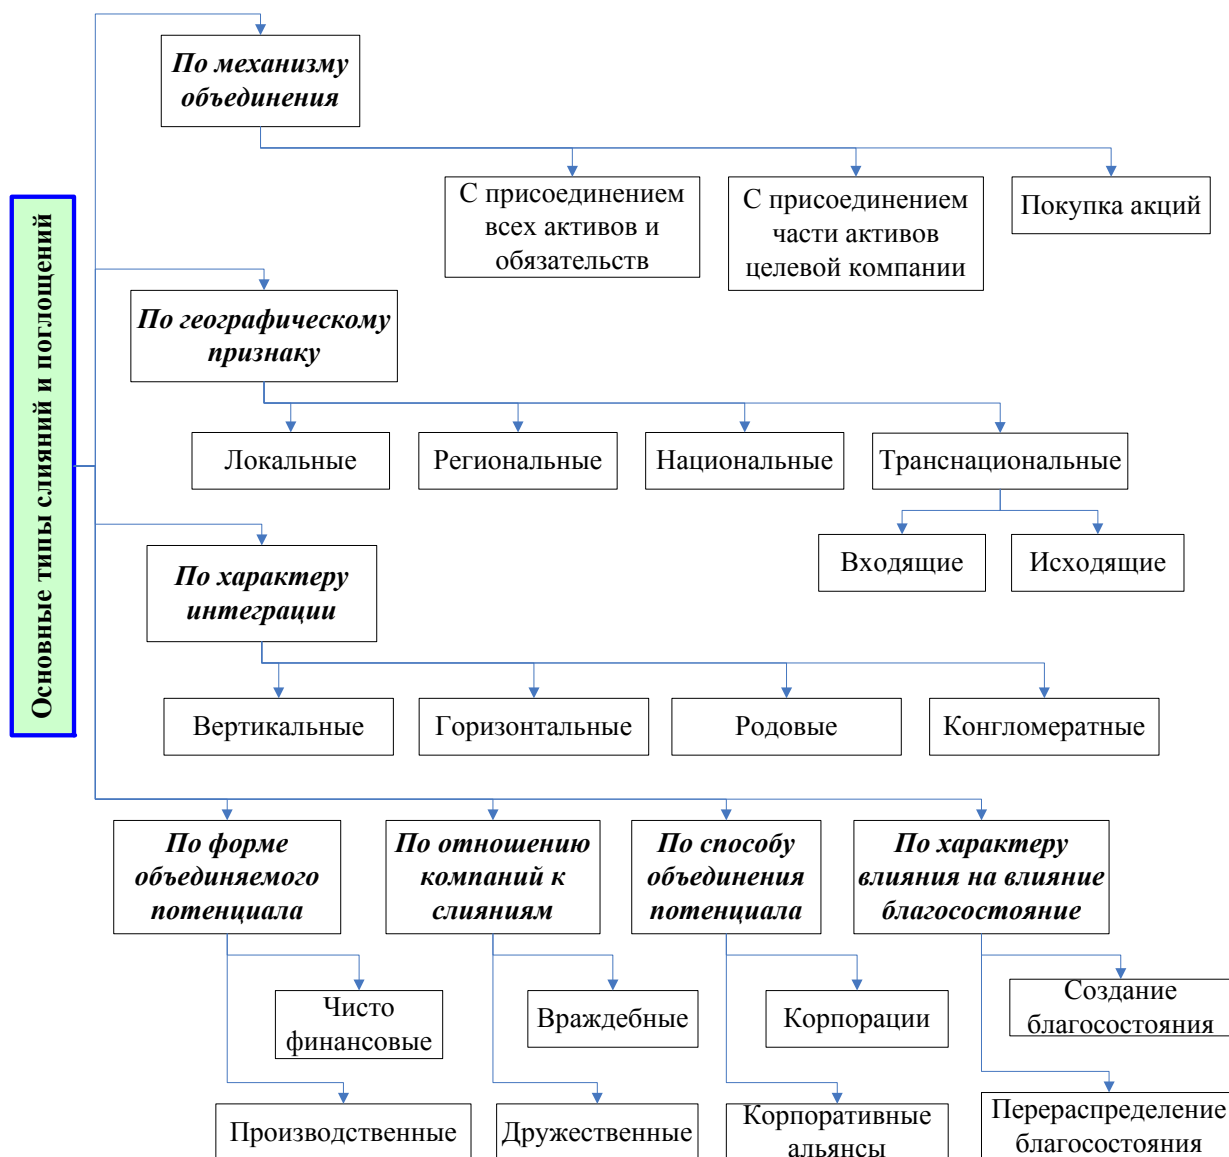 Основные типы слияний и поглощений
По механизму
объединения
С присоединением
всех активов и
обязательств
С присоединением
части активов
целевой компании
Покупка акций
По географическому
признаку
Локальные
Региональные
Национальные
Транснациональные
Входящие
Исходящие
По характеру
интеграции
Вертикальные
Горизонтальные
Родовые
Конгломератные
По форме
объединяемого
потенциала
По отношению
компаний к
слияниям
По способу
объединения
потенциала
По характеру
влияния на влияние
благосостояние
Чисто
финансовые
Враждебные
Корпорации
Создание
благосостояния
Производственные
Дружественные
Корпоративные
альянсы
Перераспределение
благосостояния